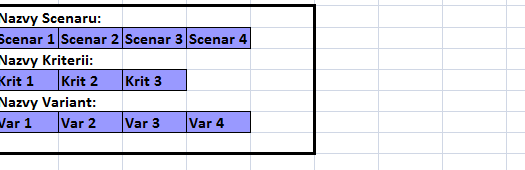 Nazvy Scenaru:
Scenar 1 Scenar 2 Scenar 3 Scenar 4
Nazvy Kriterii:
Krit 1 Krit 2 Krit 3
Nazvy Variant:
Var 1 Var 2 Var 3 Var 4